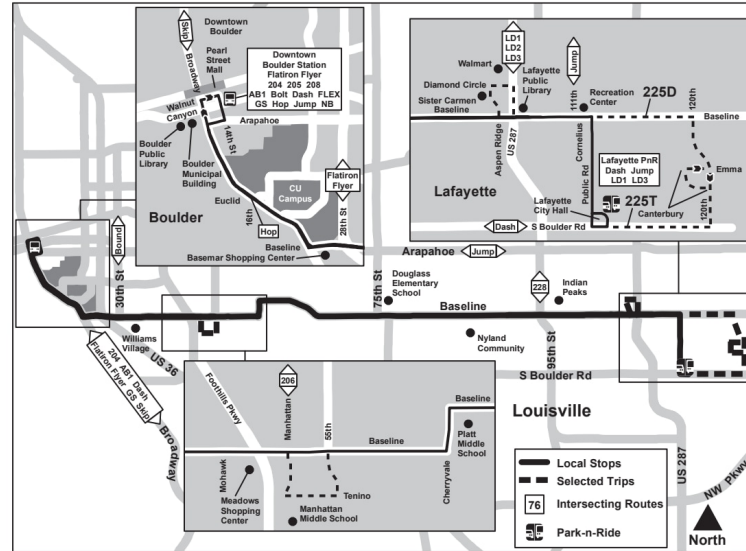 Skip
Broadway
Downtown
Boulder
Pearl
Street
Mall
Downtown
Boulder Station
Flatiron Flyer
204 205 208
AB1 Bolt Dash FLEX
GS Hop Jump NB
Walnut
Canyon
Arapahoe
14th St
Boulder
Public
Library
Boulder
Municipal
Building
CU
Campus
Flatiron
Flyer
Boulder
Euclid
16th
Hop
28th St
Baseline
Basemar Shopping Center
LD1
LD2
LD3
Jump
Walmart
Lafayette
Public
Library
111th
Recreation
Center
225D
120th
Diamond Circle
Sister Carmen
Baseline
Baseline
Aspen Ridge
US 287
Cornelius
Public Rd
Lafayette PnR
Dash Jump
LD1 LD3
Emma
Lafayette
Lafayette
City Hall
225T
Canterbury
120th
Dash
S Boulder Rd
Bound
30th St
Arapahoe
Jump
75th St
Douglass
Elementary
School
228
Indian
Peaks
Baseline
Williams
Village
US 36
Nyland
Community
95th St
S Boulder Rd
204 AB1 Dash
Flatiron Flyer GS Skip
Broadway
Louisville
US 287
NW Pkwy
Foothills Pkwy
206
Manhattan
55th
Baseline
Baseline
Platt
Middle
School
Cherryvale
Mohawk
Meadows
Shopping
Center
Tenino
Manhattan
Middle School
Local Stops
Selected Trips
76
Intersecting Routes
Park-n-Ride
North